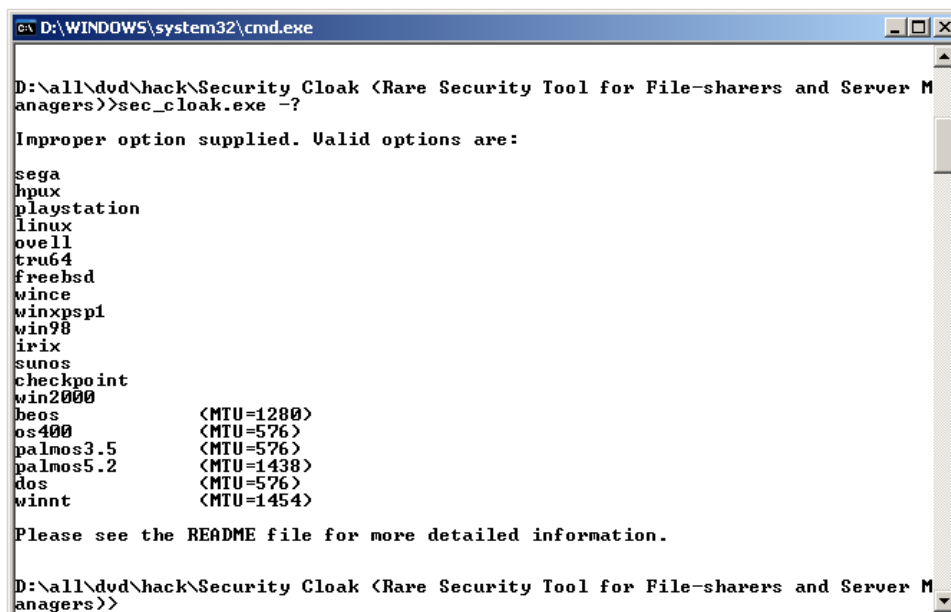 D:\WINDOWS\system32\cmd.exe
D:\all\dvd\hack\Security Cloak (Rare Security Tool for File-sharers and Server M
anagers)>sec_cloak.exe -?
Improper option supplied. Valid options are:
sega
hpux
playstation
linux
ovell
tru64
freebsd
wince
winxpsp1
win98
irix
sunos
checkpoint
win2000
beos (MTU=1280)
os400 (MTU=576)
palmos3.5 (MTU=576)
palmos5.2 (MTU=1438)
dos (MTU=576)
winnt (MTU=1454)
Please see the README file for more detailed information.
D:\all\dvd\hack\Security Cloak (Rare Security Tool for File-sharers and Server M
anagers)>